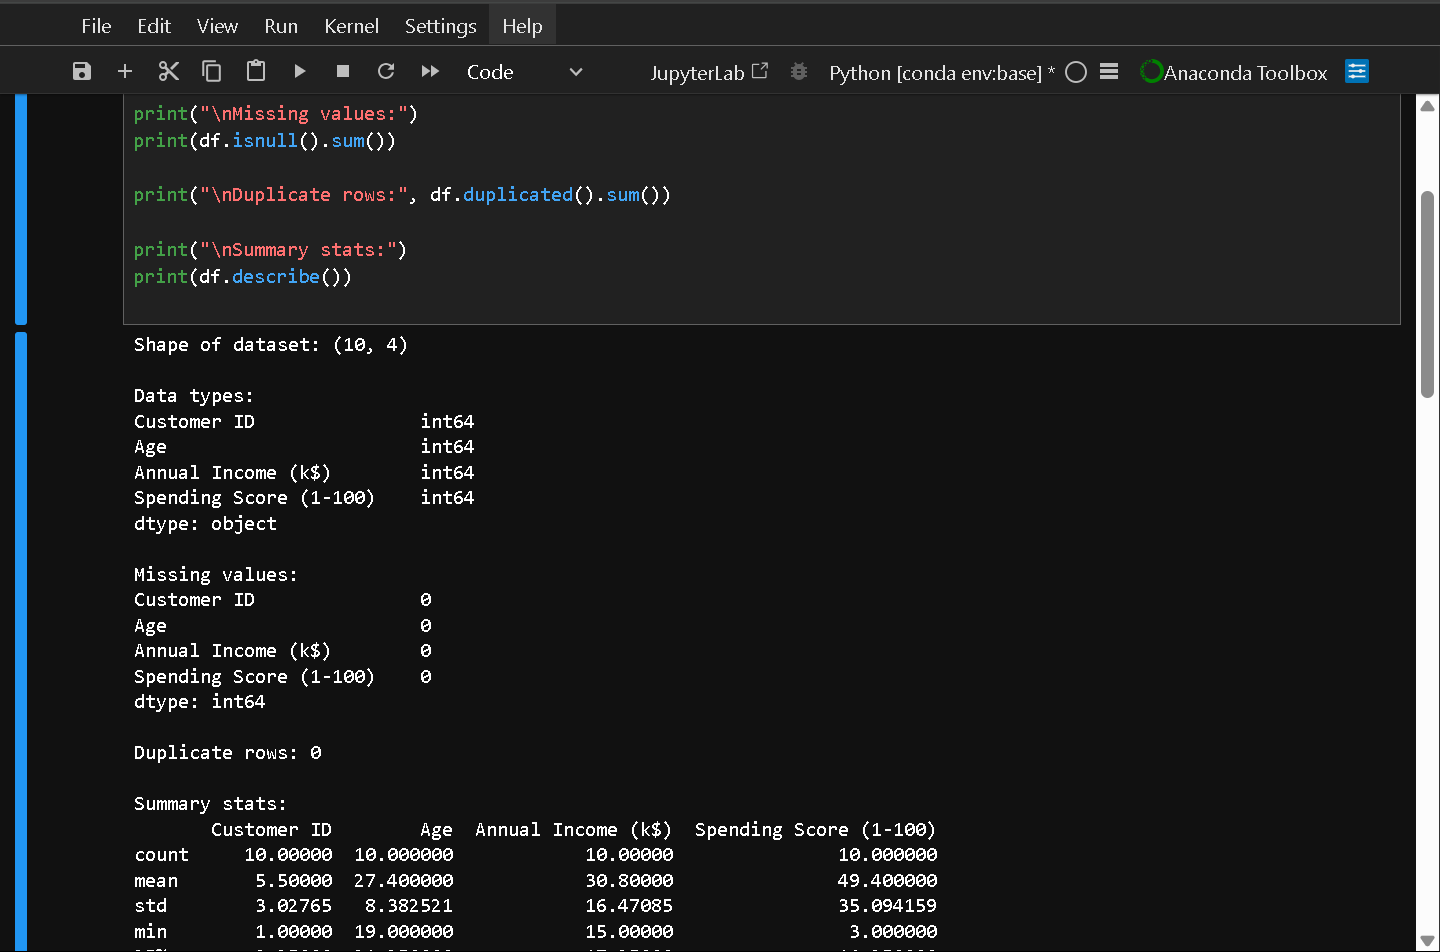 File Edit View Run Kernel Settings Help
Code JupyterLab Python [conda env:base] * Anaconda Toolbox
print("\nMissing values:")
print(df.isnull().sum())
print("\nDuplicate rows:", df.duplicated().sum())
print("\nSummary stats:")
print(df.describe())
Shape of dataset: (10, 4)
Data types:
Customer ID int64
Age int64
Annual Income (k$) int64
Spending Score (1-100) int64
dtype: object
Missing values:
Customer ID 0
Age 0
Annual Income (k$) 0
Spending Score (1-100) 0
dtype: int64
Duplicate rows: 0
Summary stats:
Customer ID Age Annual Income (k$) Spending Score (1-100)
count 10.00000 10.000000 10.00000 10.000000
mean 5.50000 27.400000 30.80000 49.400000
std 3.02765 8.382521 16.47085 35.094159
min 1.00000 19.000000 15.00000 3.000000